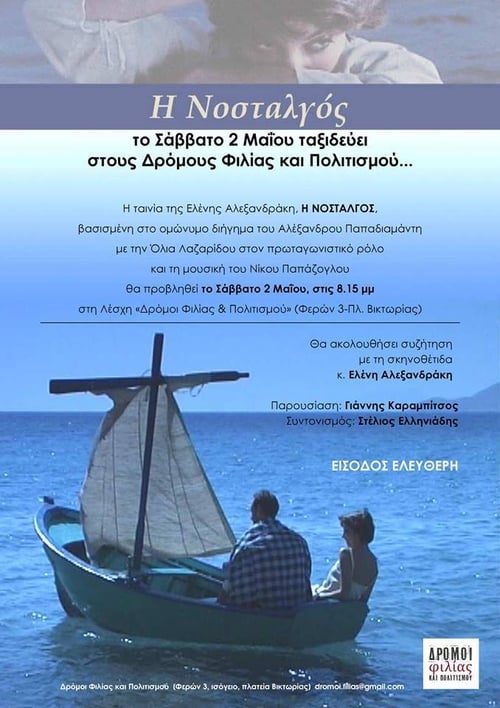 Η Νοσταλγός
το Σάββατο 2 Μαΐου ταξιδεύει
στους Δρόμους Φιλίας και Πολιτισμού...
Η ταινία της Ελένης Αλεξανδράκη, Η ΝΟΣΤΑΛΓΟΣ,
βασισμένη στο ομώνυμο διήγημα του Αλέξανδρου Παπαδιαμάντη
με την Όλια Λαζαρίδου στον πρωταγωνιστικό ρόλο
και τη μουσική του Νίκου Παπάζογλου
θα προβληθεί το Σάββατο 2 Μαΐου, στις 8.15 μμ
στη Λέσχη «Δρόμοι Φιλίας & Πολιτισμού» (Φερών 3-Πλ. Βικτωρίας)
Θα ακολουθήσει συζήτηση
με τη σκηνοθέτιδα
κ. Ελένη Αλεξανδράκη
Παρουσίαση: Γιάννης Καραμπίτσος
Συντονισμός: Στέλιος Ελληνιάδης
ΕΙΣΟΔΟΣ ΕΛΕΥΘΕΡΗ
ΔΡΟΜΟΙ
φιλίας
ΚΑΙ ΠΟΛΙΤΙΣΜΟΥ
Δρόμοι Φιλίας και Πολιτισμού (Φερών 3, ισόγειο, πλατεία Βικτωρίας) dromoi.filias@gmail.com